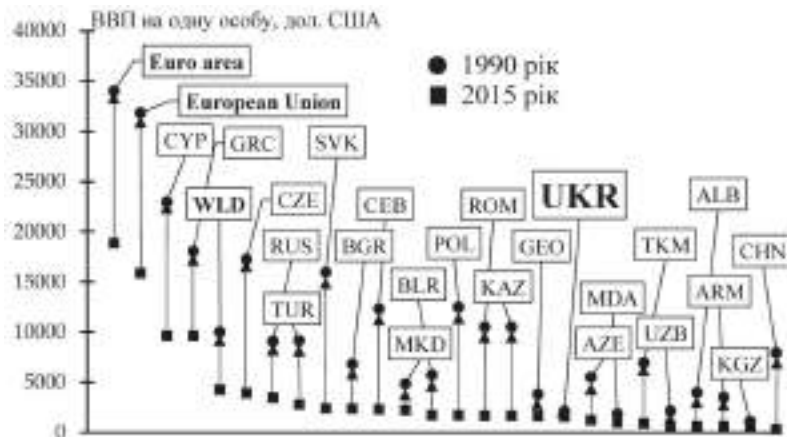 ВВП на одну особу, дол. США
40000
35000
30000
25000
20000
15000
10000
5000
0
1990 рік
2015 рік
Euro area
European Union
CYP
GRC
SVK
WLD
CZE
RUS
TUR
BGR
CEB
BLR
MKD
POL
ROM
KAZ
GEO
UKR
MDA
AZE
TKM
UZB
ALB
ARM
KGZ
CHN